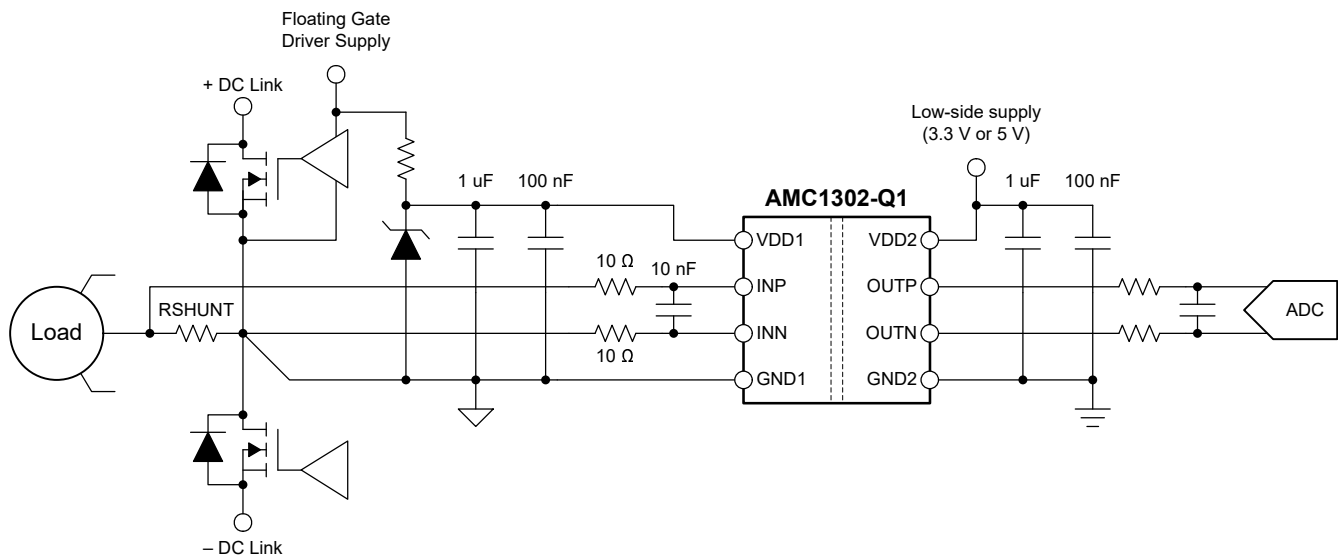 Floating Gate
Driver Supply
+ DC Link
Low-side supply
(3.3 V or 5 V)
1 uF
100 nF
AMC1302-Q1
1 uF
100 nF
VDD1
VDD2
10 Ω
10 nF
INP
OUTP
RSHUNT
Load
INN
OUTN
ADC
10 Ω
GND1
GND2
– DC Link